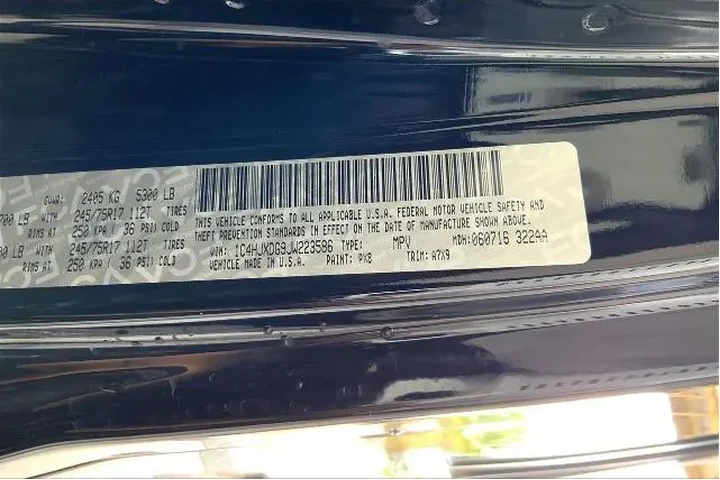 GVWR: 2405 KG 5300 LB
700 LB WITH 245/75R17 112T TIRES
RIMS AT 250 KPA ( 36 PSI) COLD
WITH 245/75R17 112T TIRES
RIMS AT 250 KPA ( 36 PSI) COLD
THIS VEHICLE CONFORMS TO ALL APPLICABLE U.S.A. FEDERAL MOTOR VEHICLE SAFETY AND
THEFT PREVENTION STANDARDS IN EFFECT ON THE DATE OF MANUFACTURE SHOWN ABOVE.
VIN: 1C4HJXDG9JW223586 TYPE: MPV MDH: 060716 322AA
VEHICLE MADE IN U.S.A. PAINT: PX8 TRIM: A7X9